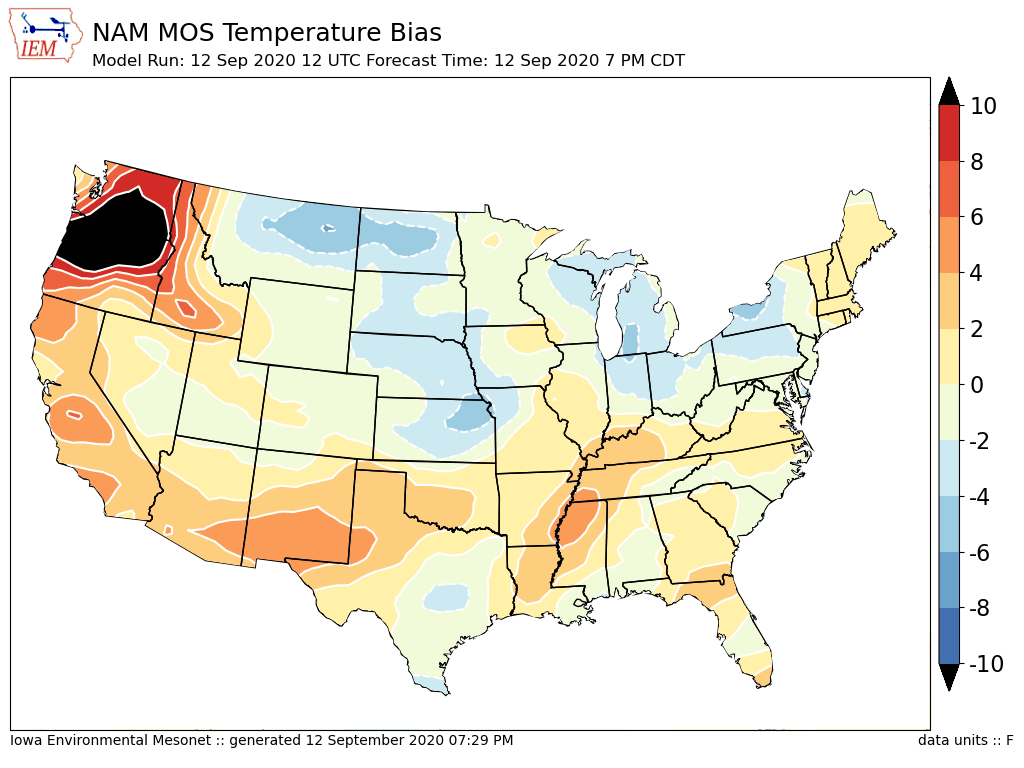 IEM
NAM MOS Temperature Bias
Model Run: 12 Sep 2020 12 UTC Forecast Time: 12 Sep 2020 7 PM CDT
10
8
6
4
2
0
-2
-4
-6
-8
-10
Iowa Environmental Mesonet :: generated 12 September 2020 07:29 PM
data units :: F